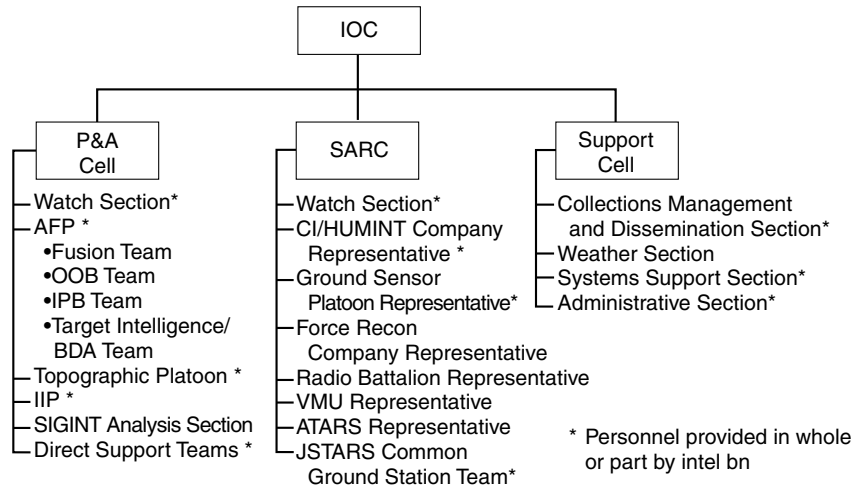 IOC
P&A
Cell
Watch Section*
AFP *
•Fusion Team
•OOB Team
•IPB Team
•Target Intelligence/
BDA Team
Topographic Platoon *
IIP *
SIGINT Analysis Section
Direct Support Teams *
SARC
Watch Section*
CI/HUMINT Company
Representative *
Ground Sensor
Platoon Representative*
Force Recon
Company Representative
Radio Battalion Representative
VMU Representative
ATARS Representative
JSTARS Common
Ground Station Team*
Support
Cell
Collections Management
and Dissemination Section*
Weather Section
Systems Support Section*
Administrative Section*
* Personnel provided in whole
or part by intel bn